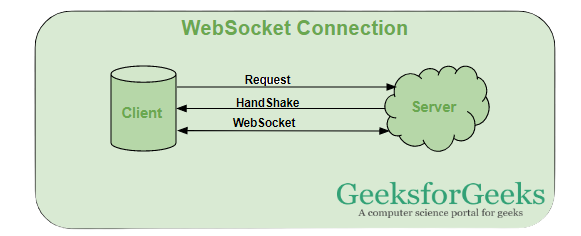 WebSocket Connection
Request
HandShake
WebSocket
Client
Server
GeeksforGeeks
A computer science portal for geeks